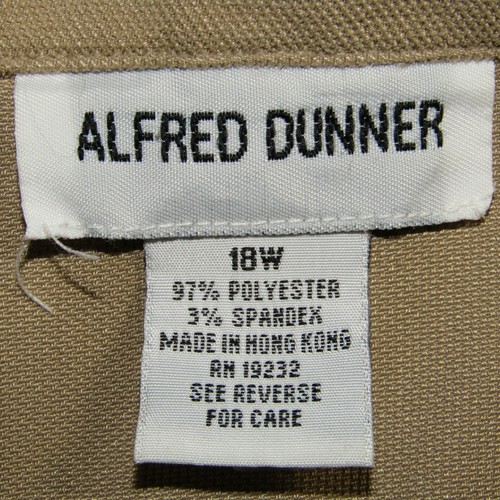 ALFRED DUNNER
18W
97% POLYESTER
3% SPANDEX
MADE IN HONG KONG
RN 19232
SEE REVERSE
FOR CARE